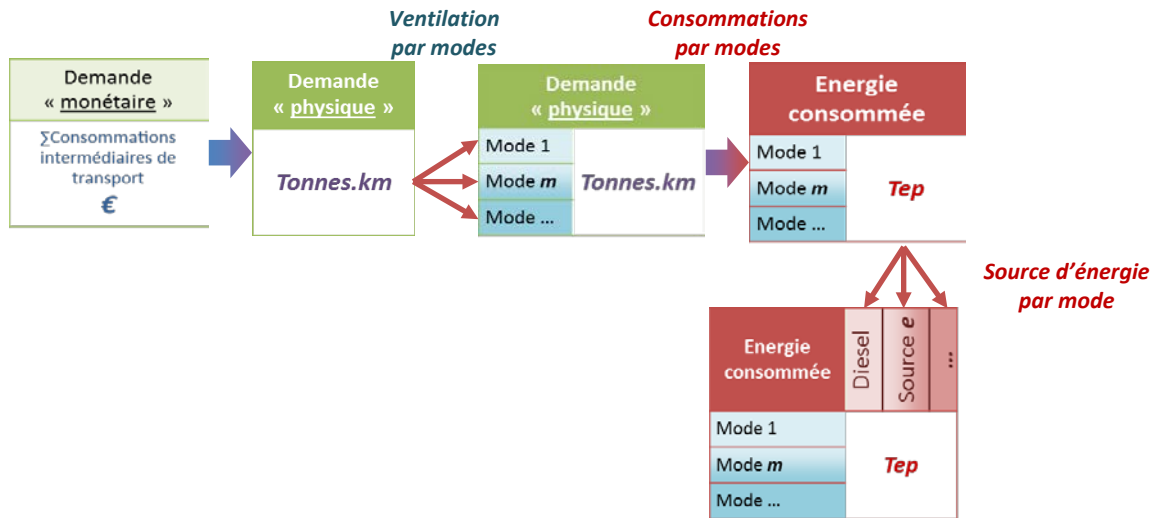 Ventilation
par modes
Consommations
par modes
Demande
« monétaire »
∑Consommations
intermédiaires de
transport
€
Demande
« physique »
Tonnes.km
Demande
« physique »
Mode 1
Mode m
Mode ...
Tonnes.km
Energie
consommée
Mode 1
Mode m
Mode ...
Tep
Source d'énergie
par mode
Energie
consommée
Diesel
Source e
...
Mode 1
Mode m
Mode ...
Tep